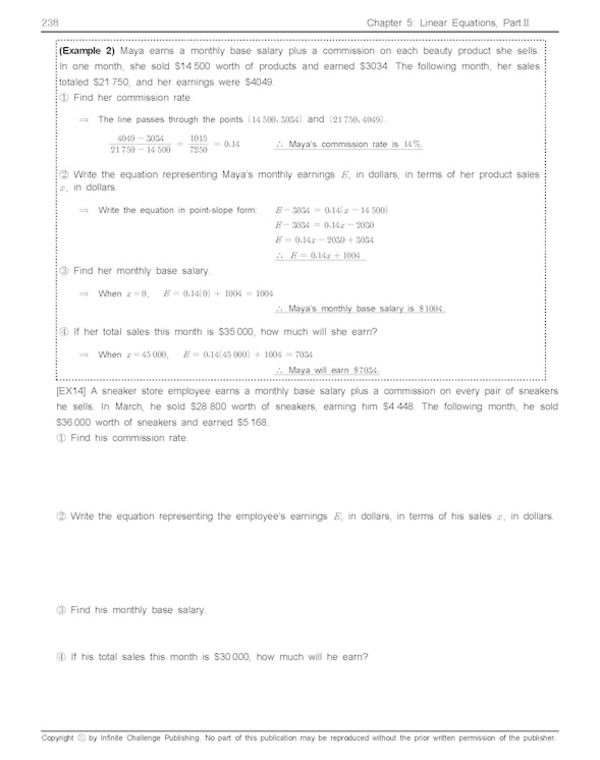 238 Chapter 5: Linear Equations, Part Ⅱ
(Example 2) Maya earns a monthly base salary plus a commission on each beauty product she sells.
In one month, she sold $14 500 worth of products and earned $3034. The following month, her sales
totaled $21 750, and her earnings were $4049.
① Find her commission rate.
⇒ The line passes through the points (14 500, 3034) and (21 750, 4049).
(4049 − 3034)/(21 750 − 14 500) = 1015/7250 = 0.14 ∴ Maya's commission rate is 14%.
② Write the equation representing Maya's monthly earnings E, in dollars, in terms of her product sales
x, in dollars.
⇒ Write the equation in point-slope form: E − 3034 = 0.14(x − 14 500)
E − 3034 = 0.14x − 2030
E = 0.14x − 2030 + 3034
∴ E = 0.14x + 1004
③ Find her monthly base salary.
⇒ When x = 0, E = 0.14(0) + 1004 = 1004
∴ Maya's monthly base salary is $1004.
④ If her total sales this month is $35 000, how much will she earn?
⇒ When x = 45 000, E = 0.14(45 000) + 1004 = 7034
∴ Maya will earn $7034.
[EX14] A sneaker store employee earns a monthly base salary plus a commission on every pair of sneakers
he sells. In March, he sold $28 800 worth of sneakers, earning him $4 448. The following month, he sold
$36 000 worth of sneakers and earned $5 168.
① Find his commission rate.
② Write the equation representing the employee's earnings E, in dollars, in terms of his sales x, in dollars.
③ Find his monthly base salary.
④ If his total sales this month is $30 000, how much will he earn?
Copyright ⓒ by Infinite Challenge Publishing. No part of this publication may be reproduced without the prior written permission of the publisher.